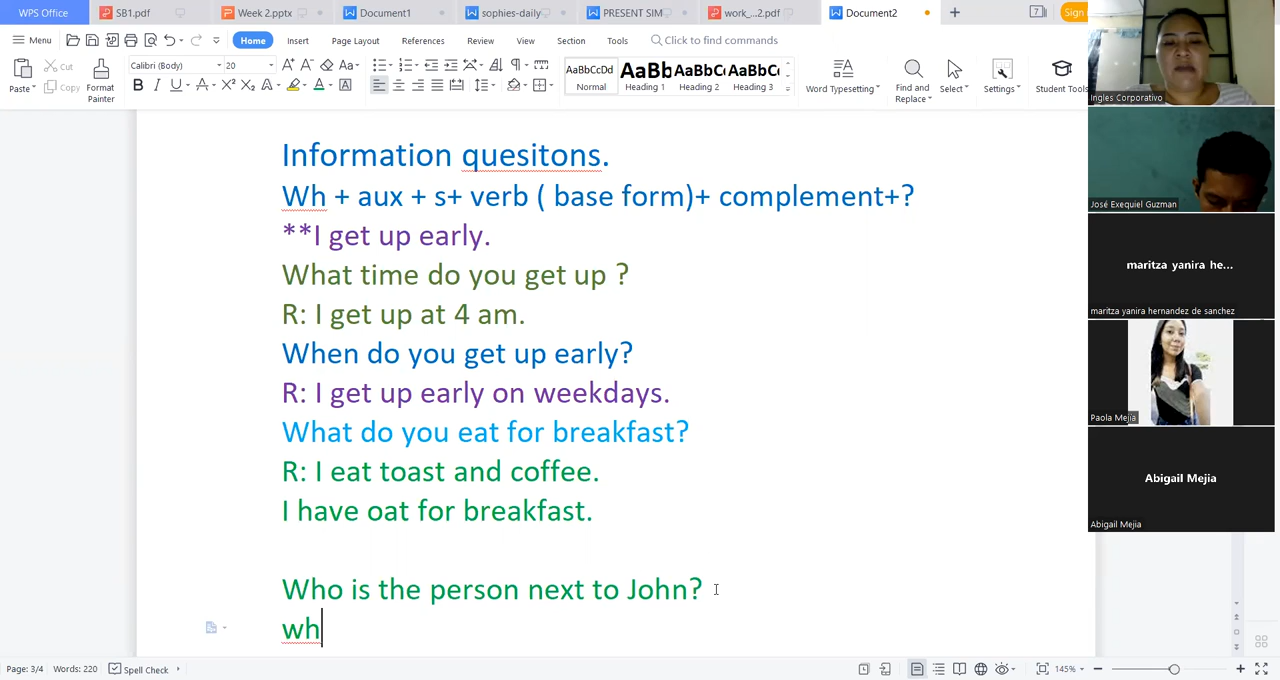 WPS Office
SB1.pdf
Week 2.pptx
Document1
sophies-daily
PRESENT SIM
work_...2.pdf
Document2
Sign
Menu
Home
Insert
Page Layout
References
Review
View
Section
Tools
Click to find commands
Paste
Cut
Copy
Format
Painter
Calibri (Body)
20
AaBbCcDd
Normal
AaBb
Heading 1
AaBbC
Heading 2
AaBbC
Heading 3
Word Typesetting
Find and
Replace
Select
Settings
Student Tools
Information quesitons.
Wh + aux + s+ verb ( base form)+ complement+?
**I get up early.
What time do you get up ?
R: I get up at 4 am.
When do you get up early?
R: I get up early on weekdays.
What do you eat for breakfast?
R: I eat toast and coffee.
I have oat for breakfast.
Who is the person next to John?
wh
Ingles Corporativo
José Exequiel Guzman
maritza yanira he...
maritza yanira hernandez de sanchez
Paola Mejia
Abigail Mejia
Abigail Mejia
Page: 3/4
Words: 220
Spell Check
145%